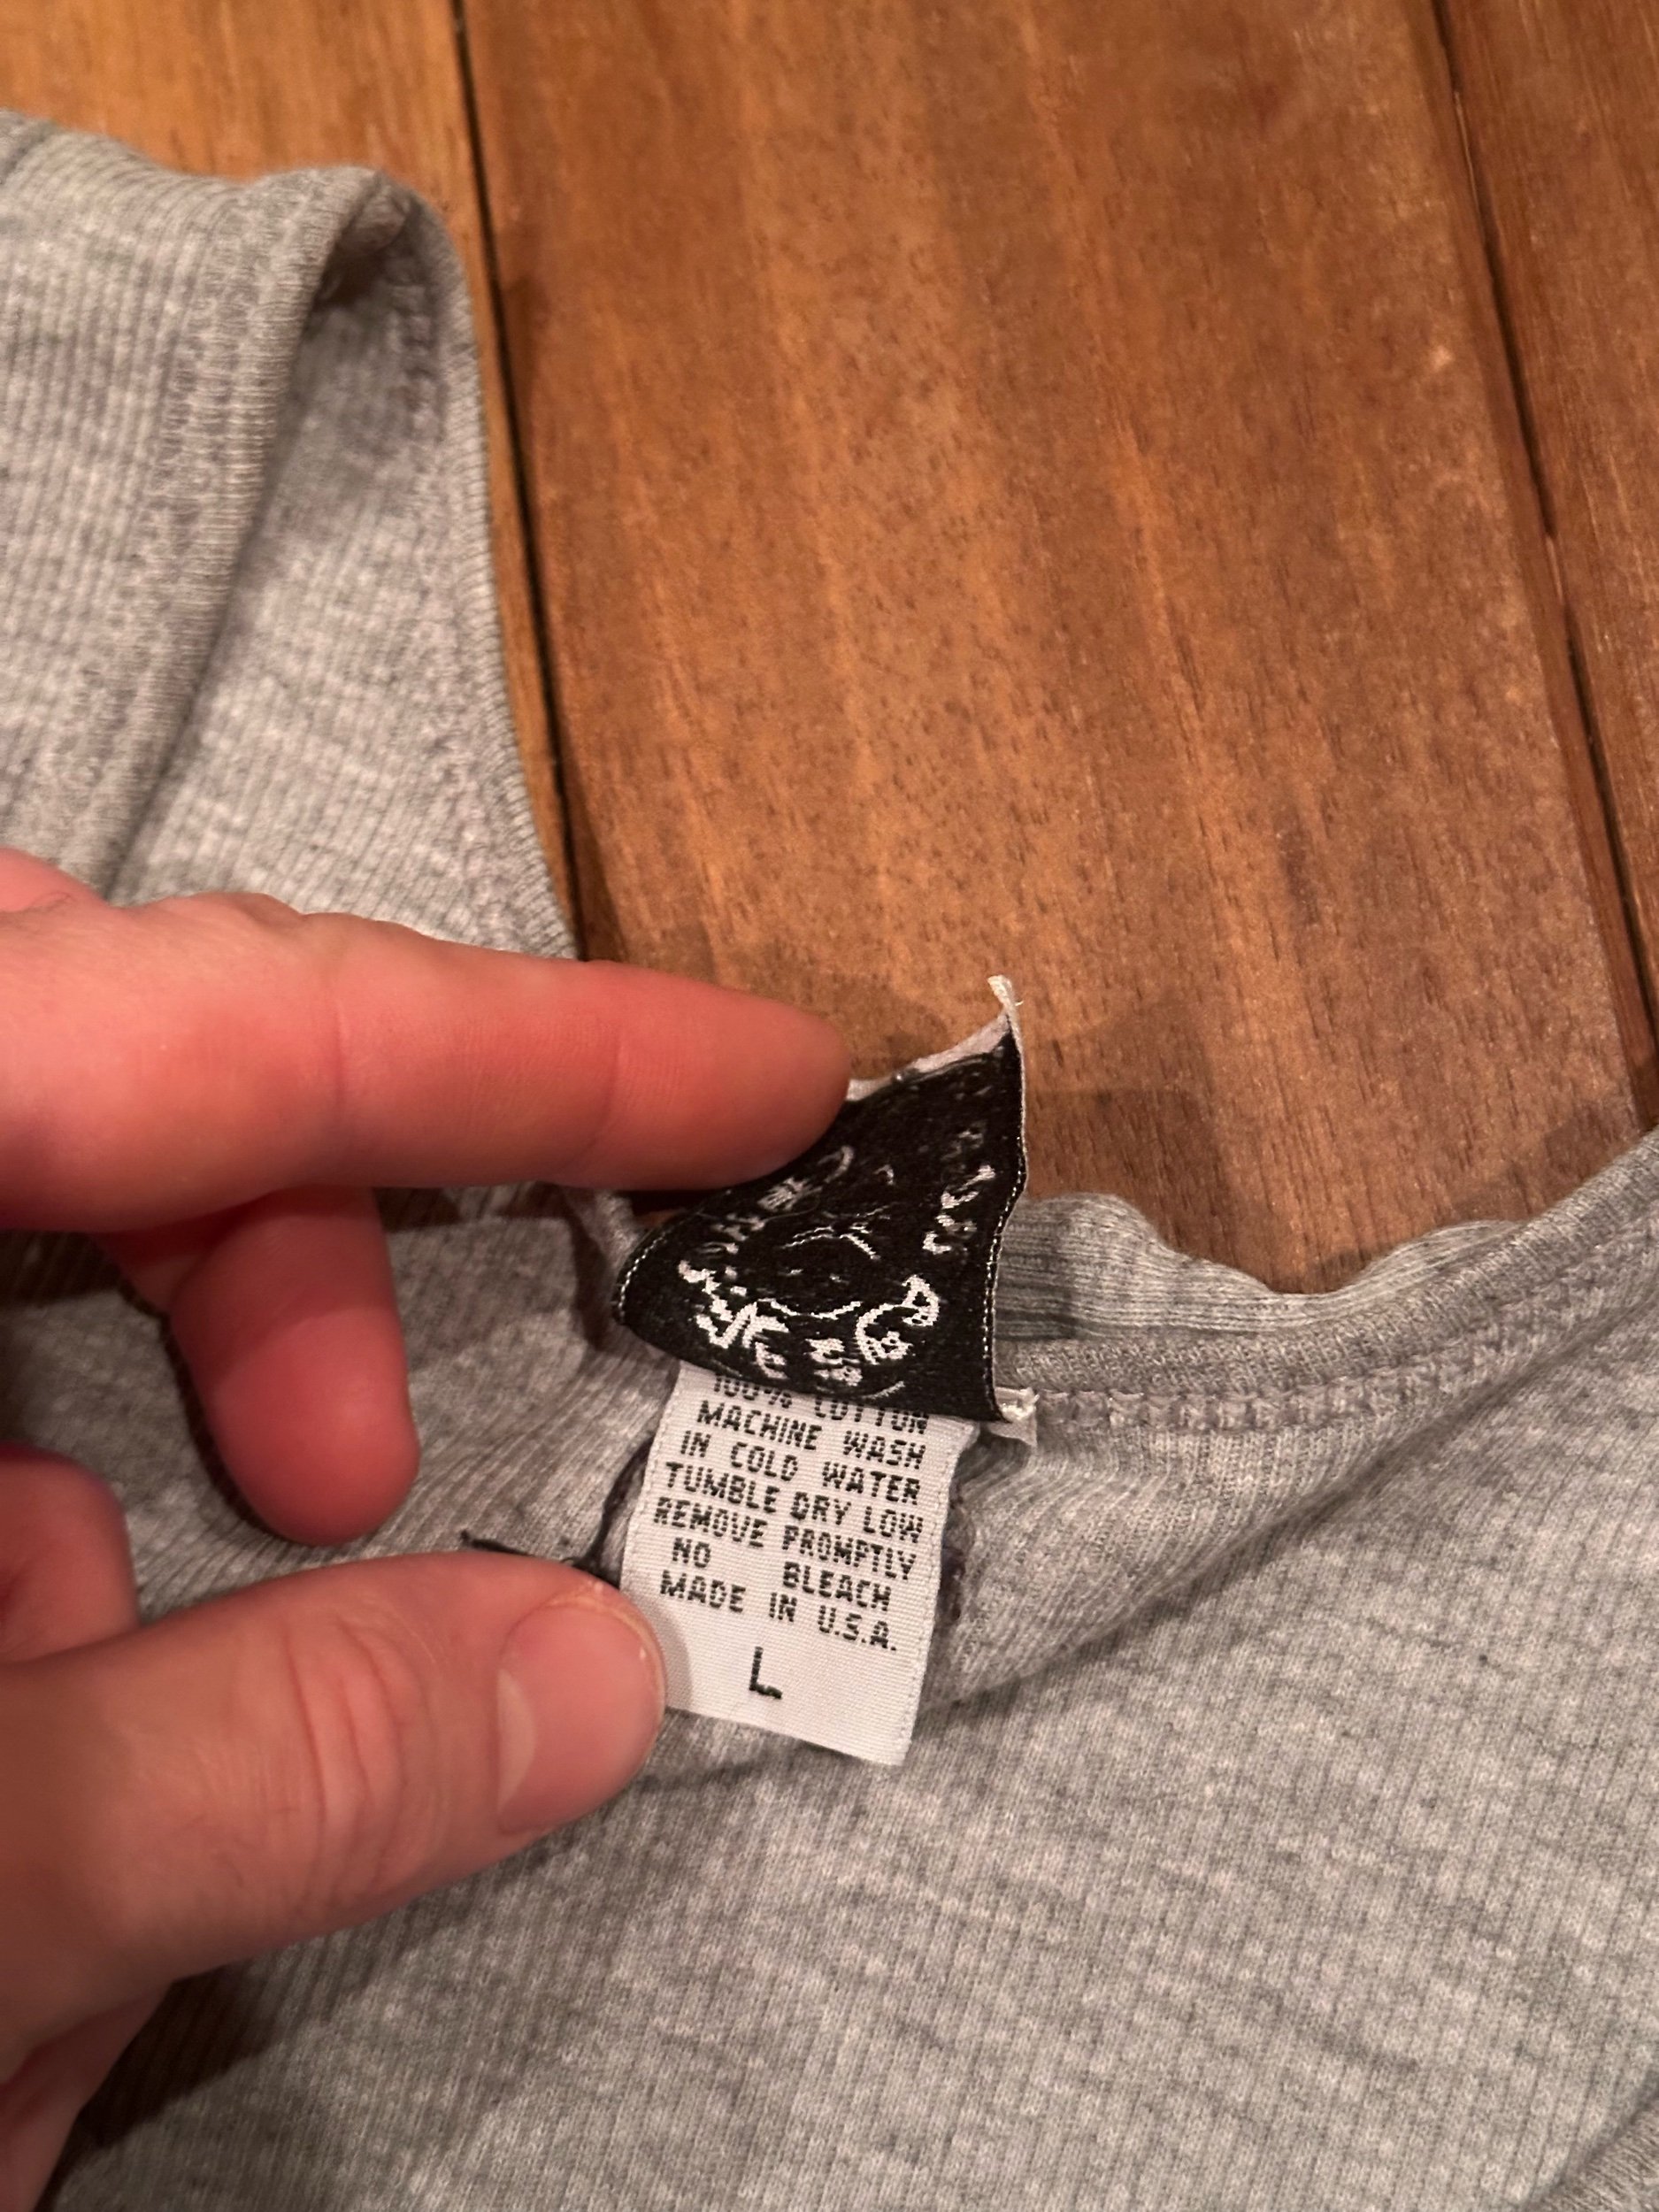 100% COTTON
MACHINE WASH
IN COLD WATER
TUMBLE DRY LOW
REMOVE PROMPTLY
NO BLEACH
MADE IN U.S.A.
L